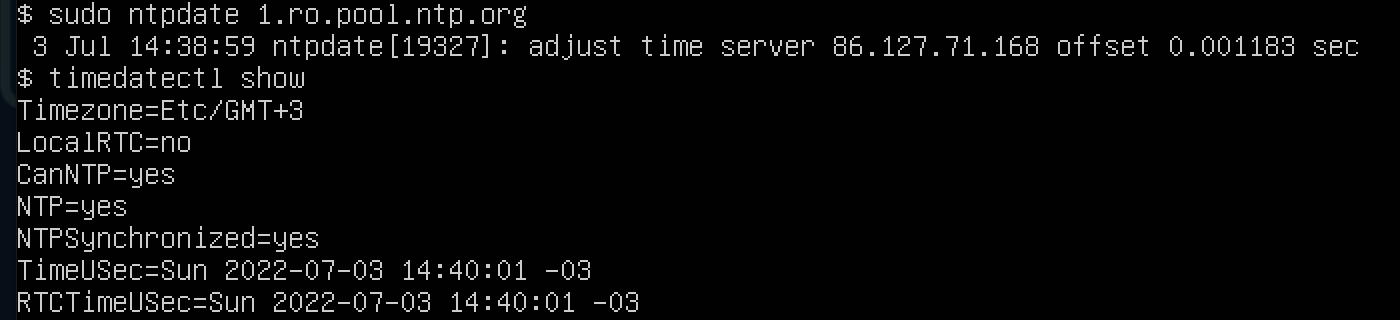 $ sudo ntpdate 1.ro.pool.ntp.org
 3 Jul 14:38:59 ntpdate[19327]: adjust time server 86.127.71.168 offset 0.001183 sec
$ timedatectl show
Timezone=Etc/GMT+3
LocalRTC=no
CanNTP=yes
NTP=yes
NTPSynchronized=yes
TimeUSec=Sun 2022-07-03 14:40:01 -03
RTCTimeUSec=Sun 2022-07-03 14:40:01 -03